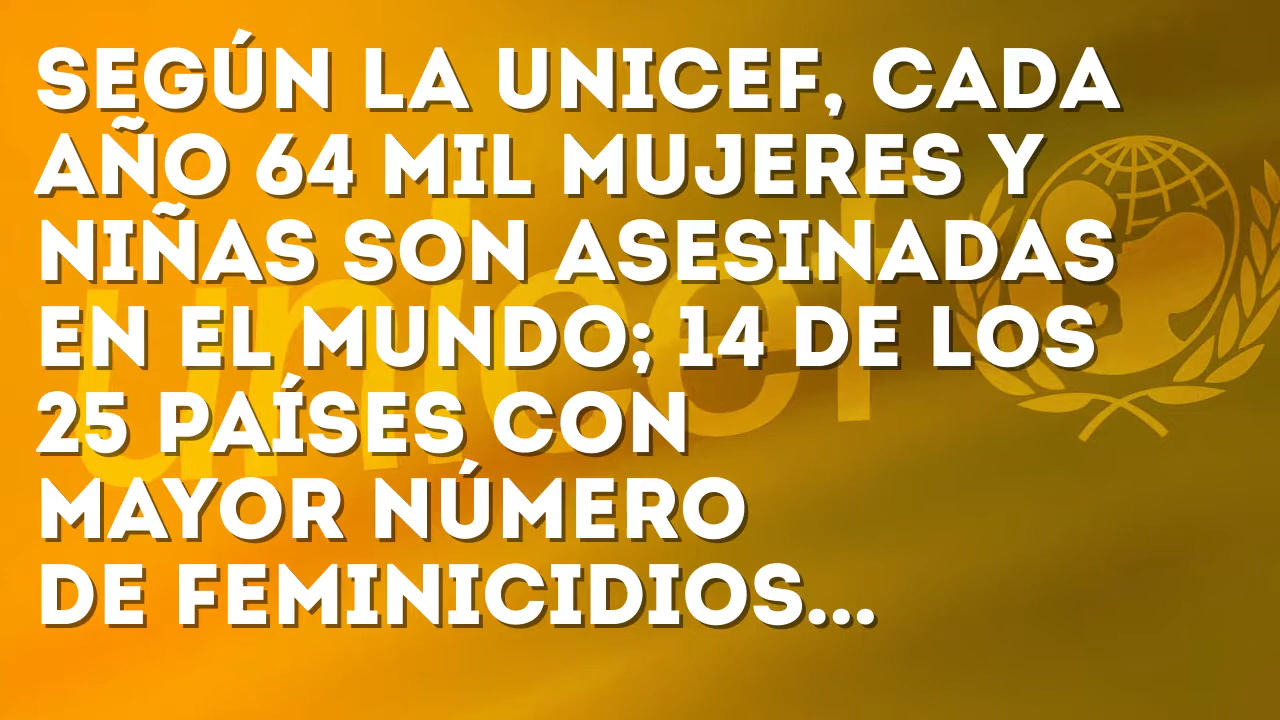 SEGÚN LA UNICEF, CADA
AÑO 64 MIL MUJERES Y
NIÑAS SON ASESINADAS
EN EL MUNDO; 14 DE LOS
25 PAÍSES CON
MAYOR NÚMERO
DE FEMINICIDIOS...
unicef